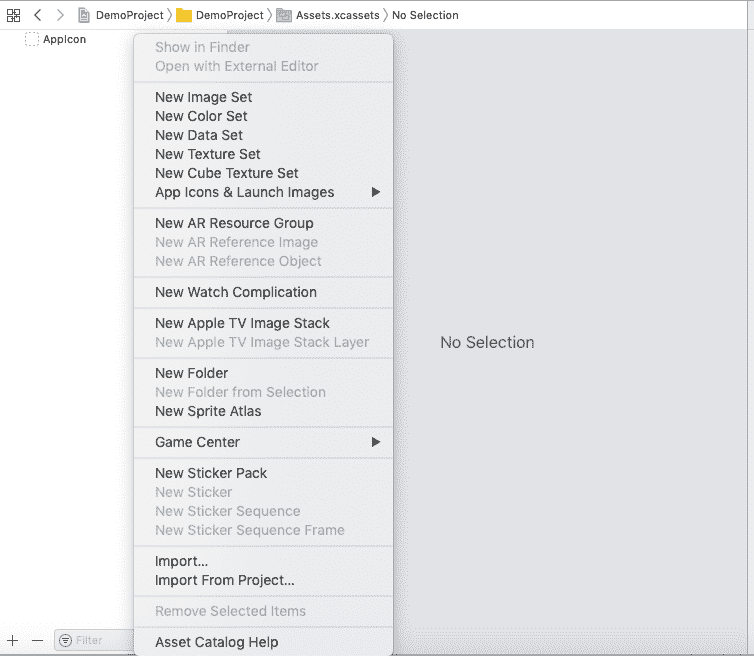 DemoProject DemoProject Assets.xcassets No Selection
AppIcon
Show in Finder
Open with External Editor
New Image Set
New Color Set
New Data Set
New Texture Set
New Cube Texture Set
App Icons & Launch Images
New AR Resource Group
New AR Reference Image
New AR Reference Object
New Watch Complication
New Apple TV Image Stack
New Apple TV Image Stack Layer
No Selection
New Folder
New Folder from Selection
New Sprite Atlas
Game Center
New Sticker Pack
New Sticker
New Sticker Sequence
New Sticker Sequence Frame
Import...
Import From Project...
Remove Selected Items
Asset Catalog Help
Filter